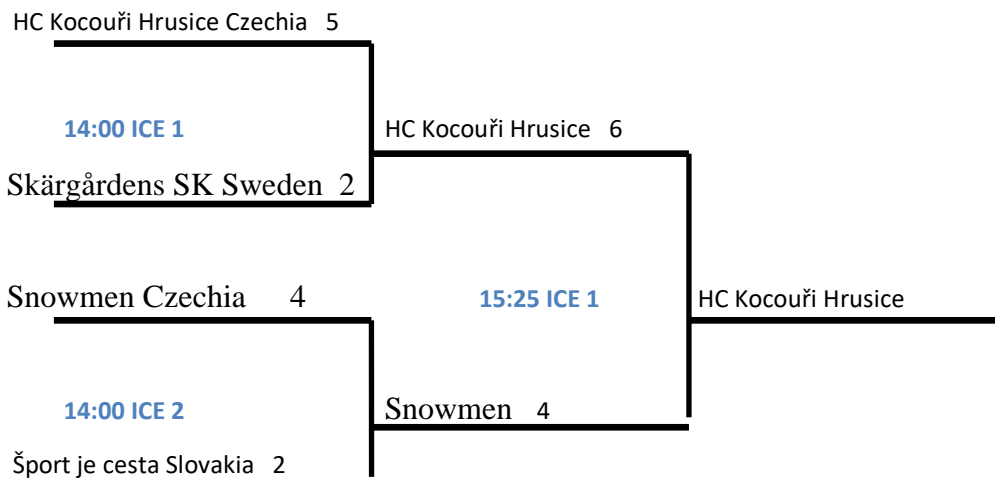 HC Kocouři Hrusice Czechia 5
14:00 ICE 1
HC Kocouři Hrusice 6
Skärgårdens SK Sweden 2
Snowmen Czechia 4
15:25 ICE 1
HC Kocouři Hrusice
14:00 ICE 2
Snowmen 4
Šport je cesta Slovakia 2